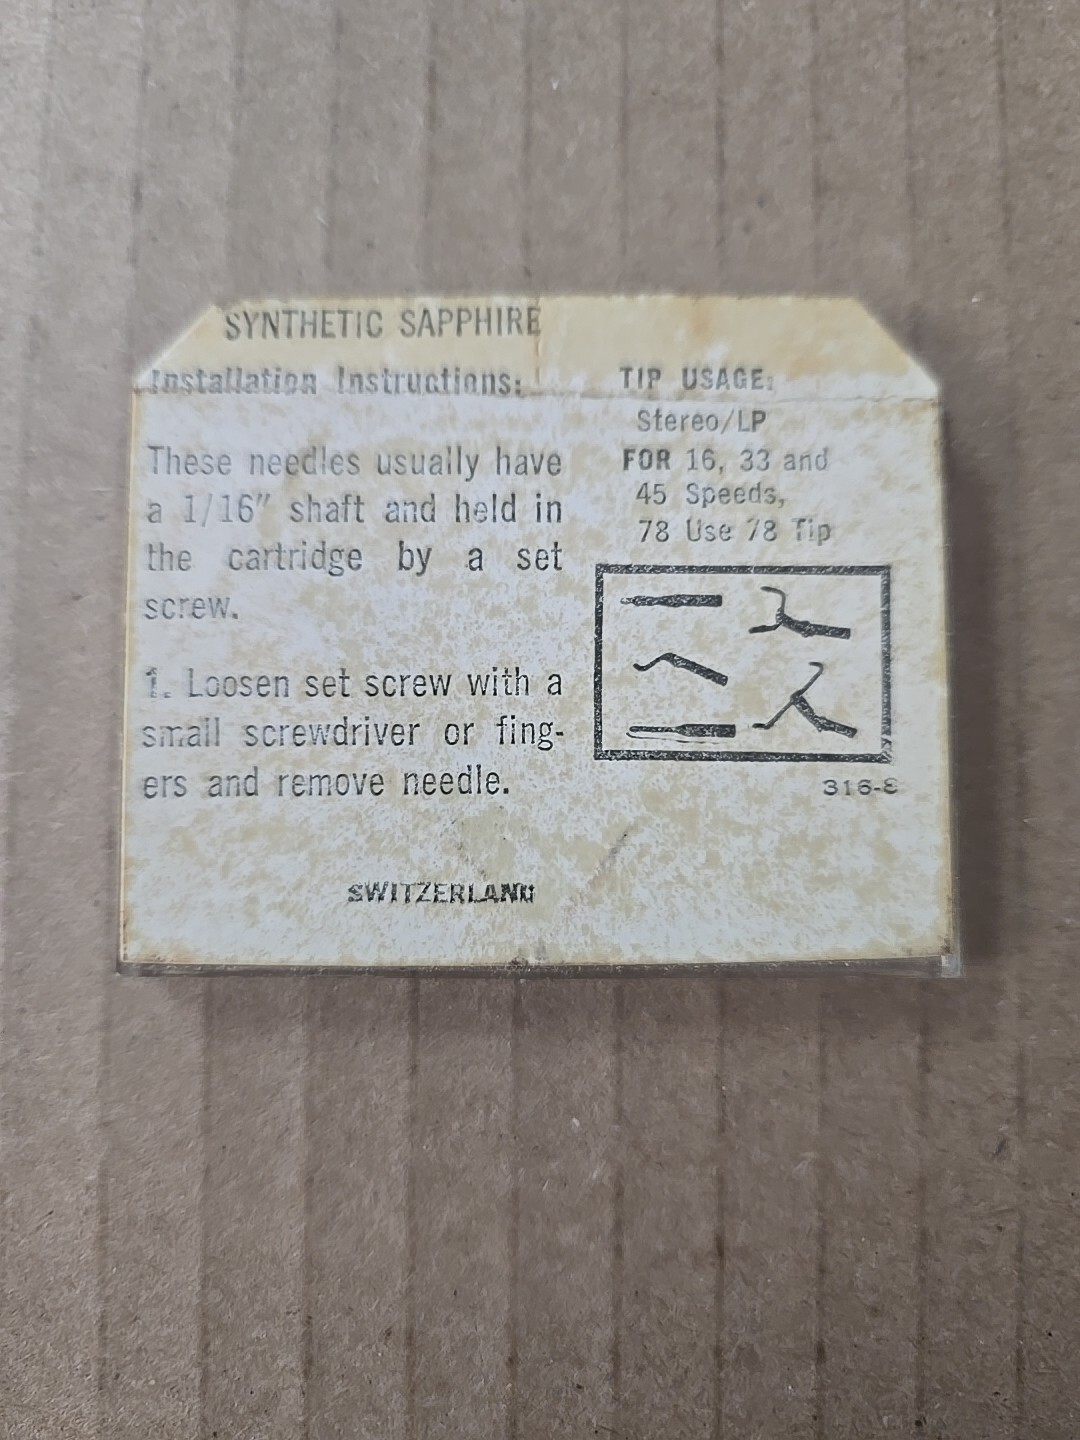 SYNTHETIC SAPPHIRE
Installation Instructions:
These needles usually have
a 1/16" shaft and held in
the cartridge by a set
screw.
1. Loosen set screw with a
small screwdriver or fing-
ers and remove needle.
SWITZERLAND
TIP USAGE:
Stereo/LP
FOR 16, 33 and
45 Speeds,
78 Use 78 Tip